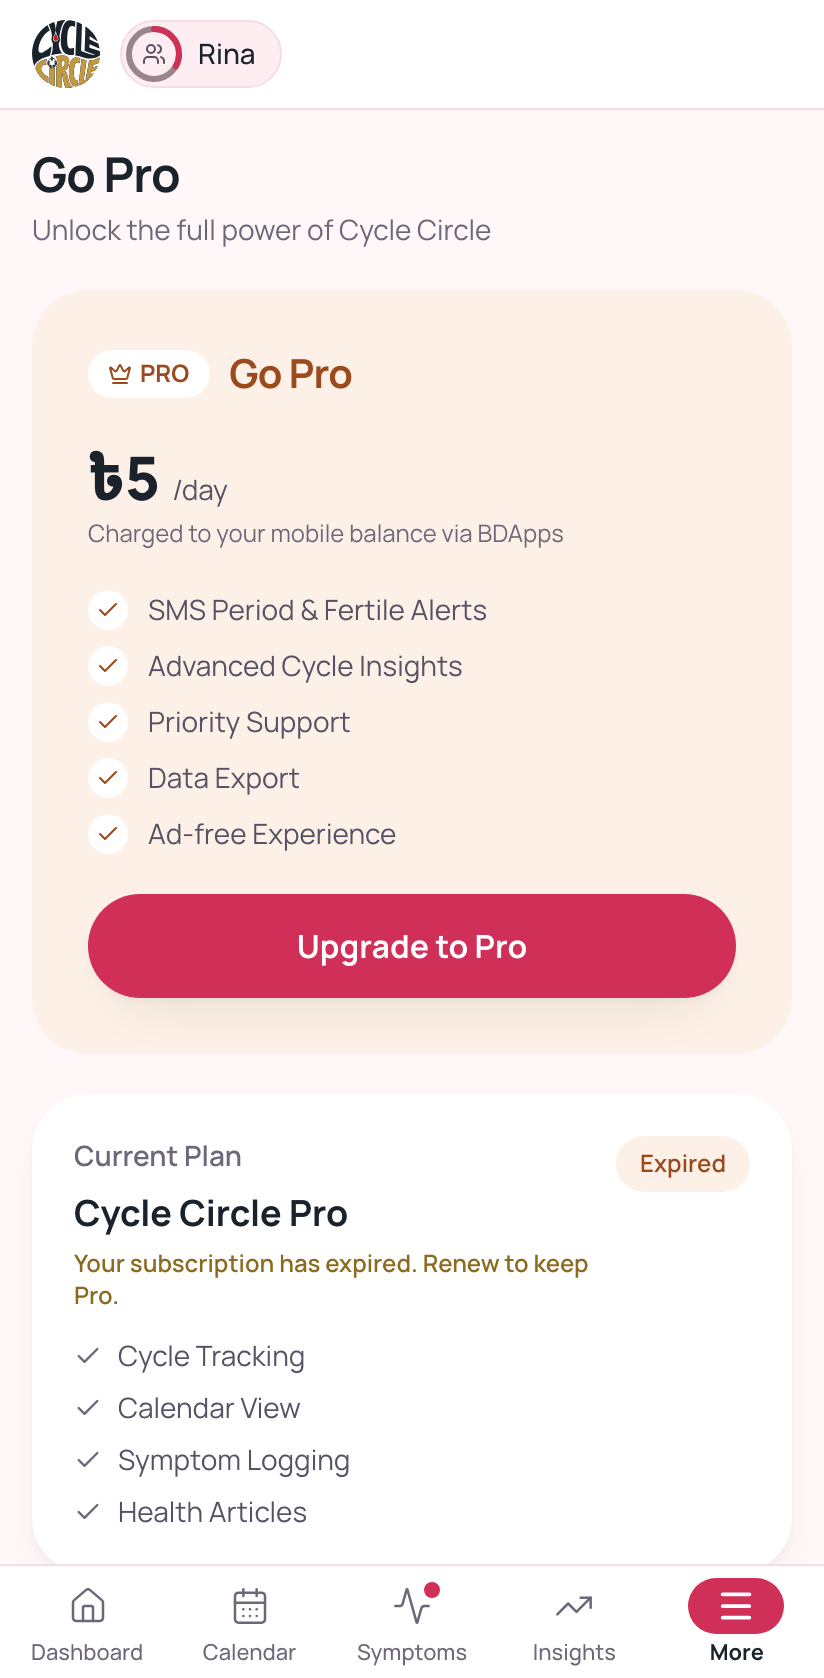 CYCLE
CIRCLE
Rina
Go Pro
Unlock the full power of Cycle Circle
PRO
Go Pro
৳5 /day
Charged to your mobile balance via BDApps
SMS Period & Fertile Alerts
Advanced Cycle Insights
Priority Support
Data Export
Ad-free Experience
Upgrade to Pro
Current Plan
Expired
Cycle Circle Pro
Your subscription has expired. Renew to keep
Pro.
Cycle Tracking
Calendar View
Symptom Logging
Health Articles
Dashboard
Calendar
Symptoms
Insights
More